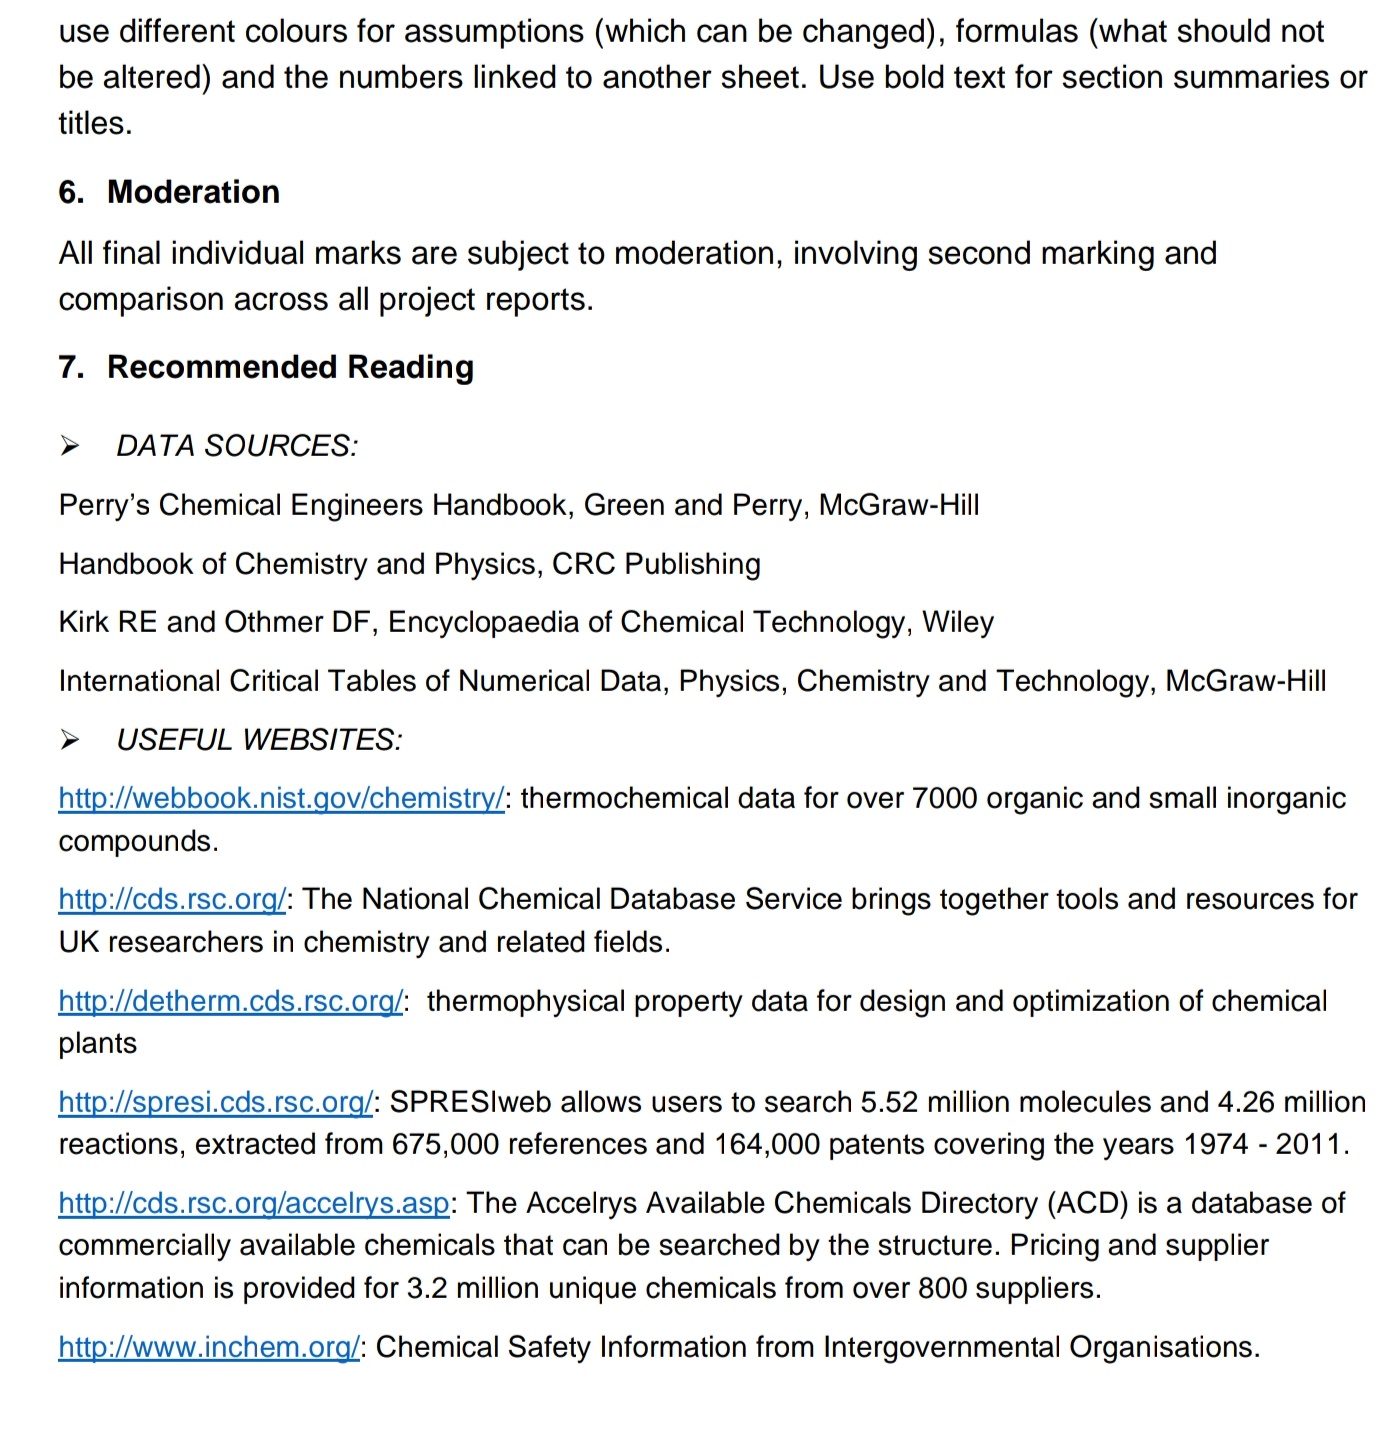 use different colours for assumptions (which can be changed), formulas (what should not
be altered) and the numbers linked to another sheet. Use bold text for section summaries or
titles.
6. Moderation
All final individual marks are subject to moderation, involving second marking and
comparison across all project reports.
7. Recommended Reading
➢ DATA SOURCES:
Perry’s Chemical Engineers Handbook, Green and Perry, McGraw-Hill
Handbook of Chemistry and Physics, CRC Publishing
Kirk RE and Othmer DF, Encyclopaedia of Chemical Technology, Wiley
International Critical Tables of Numerical Data, Physics, Chemistry and Technology, McGraw-Hill
➢ USEFUL WEBSITES:
http://webbook.nist.gov/chemistry/: thermochemical data for over 7000 organic and small inorganic
compounds.
http://cds.rsc.org/: The National Chemical Database Service brings together tools and resources for
UK researchers in chemistry and related fields.
http://detherm.cds.rsc.org/: thermophysical property data for design and optimization of chemical
plants
http://spresi.cds.rsc.org/: SPRESIweb allows users to search 5.52 million molecules and 4.26 million
reactions, extracted from 675,000 references and 164,000 patents covering the years 1974 - 2011.
http://cds.rsc.org/accelrys.asp: The Accelrys Available Chemicals Directory (ACD) is a database of
commercially available chemicals that can be searched by the structure. Pricing and supplier
information is provided for 3.2 million unique chemicals from over 800 suppliers.
http://www.inchem.org/: Chemical Safety Information from Intergovernmental Organisations.